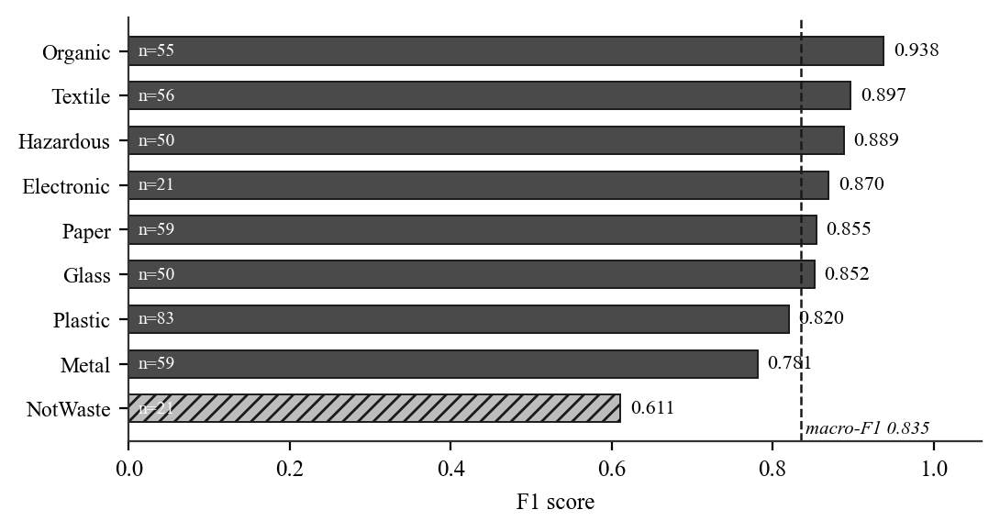 Organic n=55 0.938
Textile n=56 0.897
Hazardous n=50 0.889
Electronic n=21 0.870
Paper n=59 0.855
Glass n=50 0.852
Plastic n=83 0.820
Metal n=59 0.781
NotWaste n=21 0.611
macro-F1 0.835
0.0 0.2 0.4 0.6 0.8 1.0
F1 score